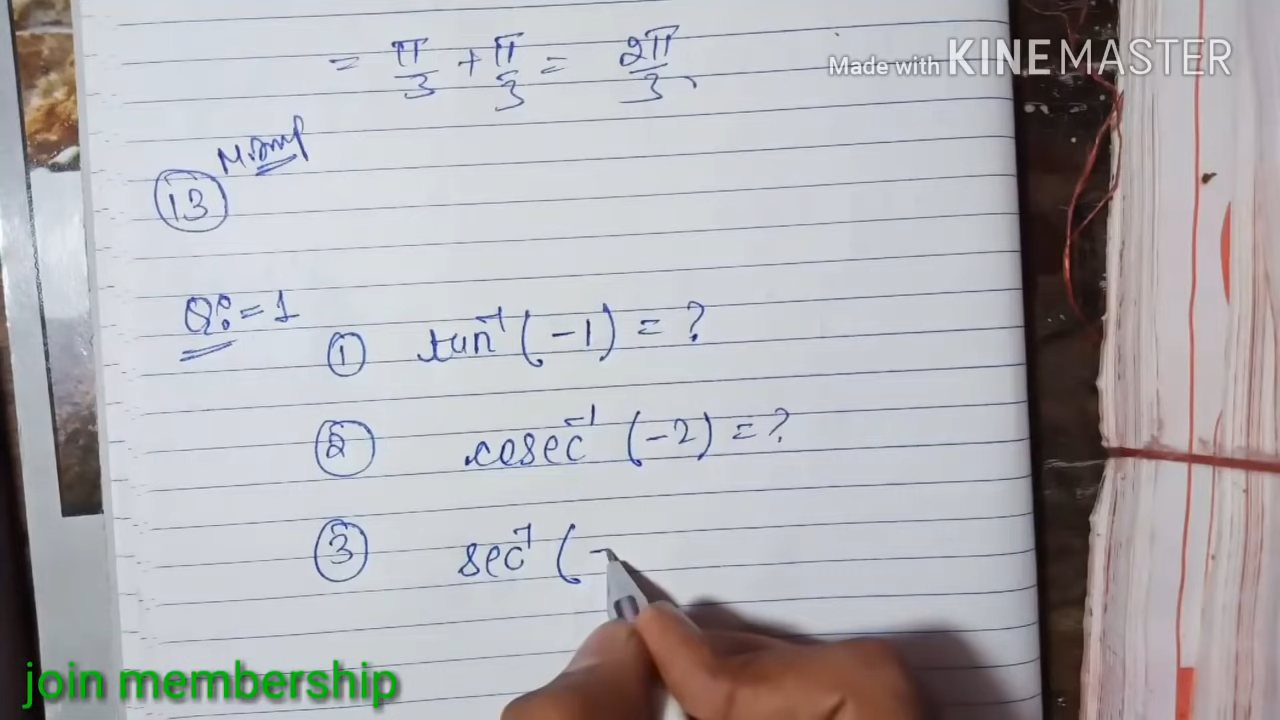 = π/3 + π/3 = 2π/3
Made with KINEMASTER
M.Imp
13
Q:=1
① tan⁻¹ (-1) = ?
② cosec⁻¹ (-2) = ?
③ sec⁻¹ (-
join membership